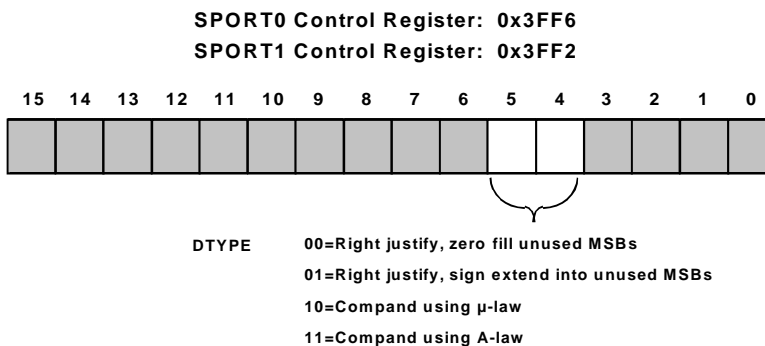 SPORT0 Control Register: 0x3FF6
SPORT1 Control Register: 0x3FF2
15 14 13 12 11 10 9 8 7 6 5 4 3 2 1 0
DTYPE 00=Right justify, zero fill unused MSBs
01=Right justify, sign extend into unused MSBs
10=Compand using µ-law
11=Compand using A-law